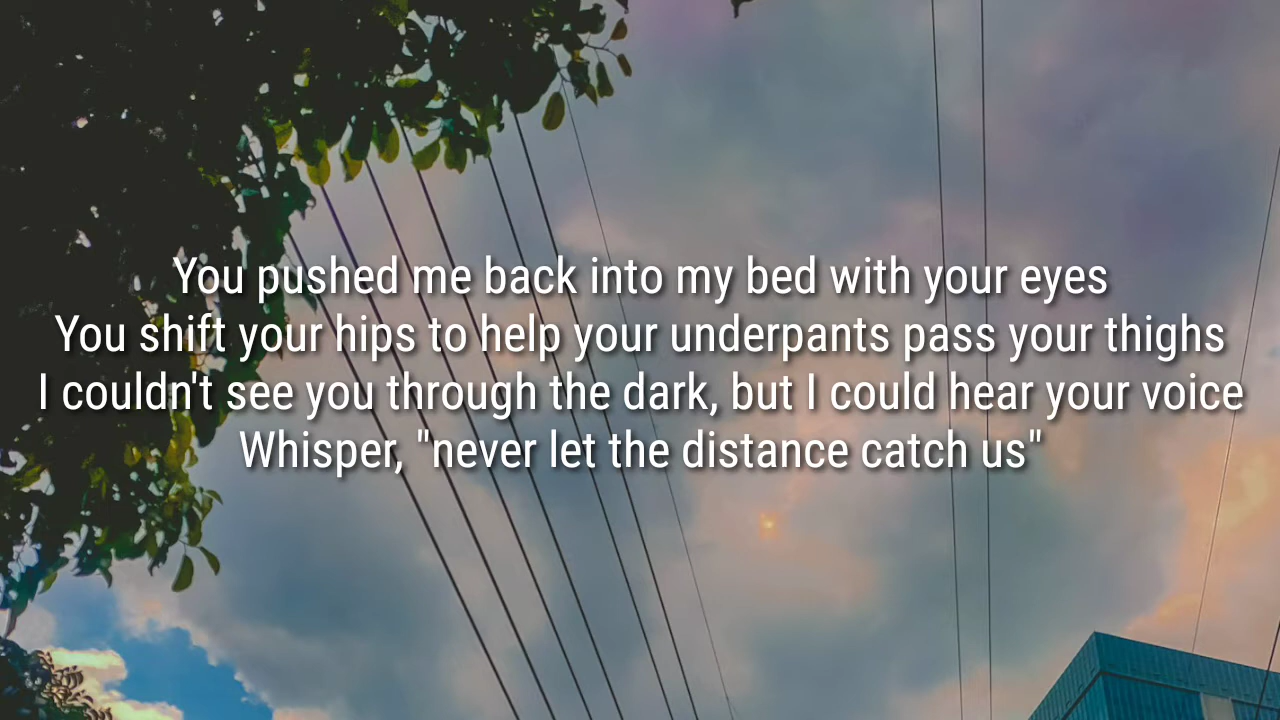 You pushed me back into my bed with your eyes
You shift your hips to help your underpants pass your thighs
I couldn't see you through the dark, but I could hear your voice
Whisper, "never let the distance catch us"